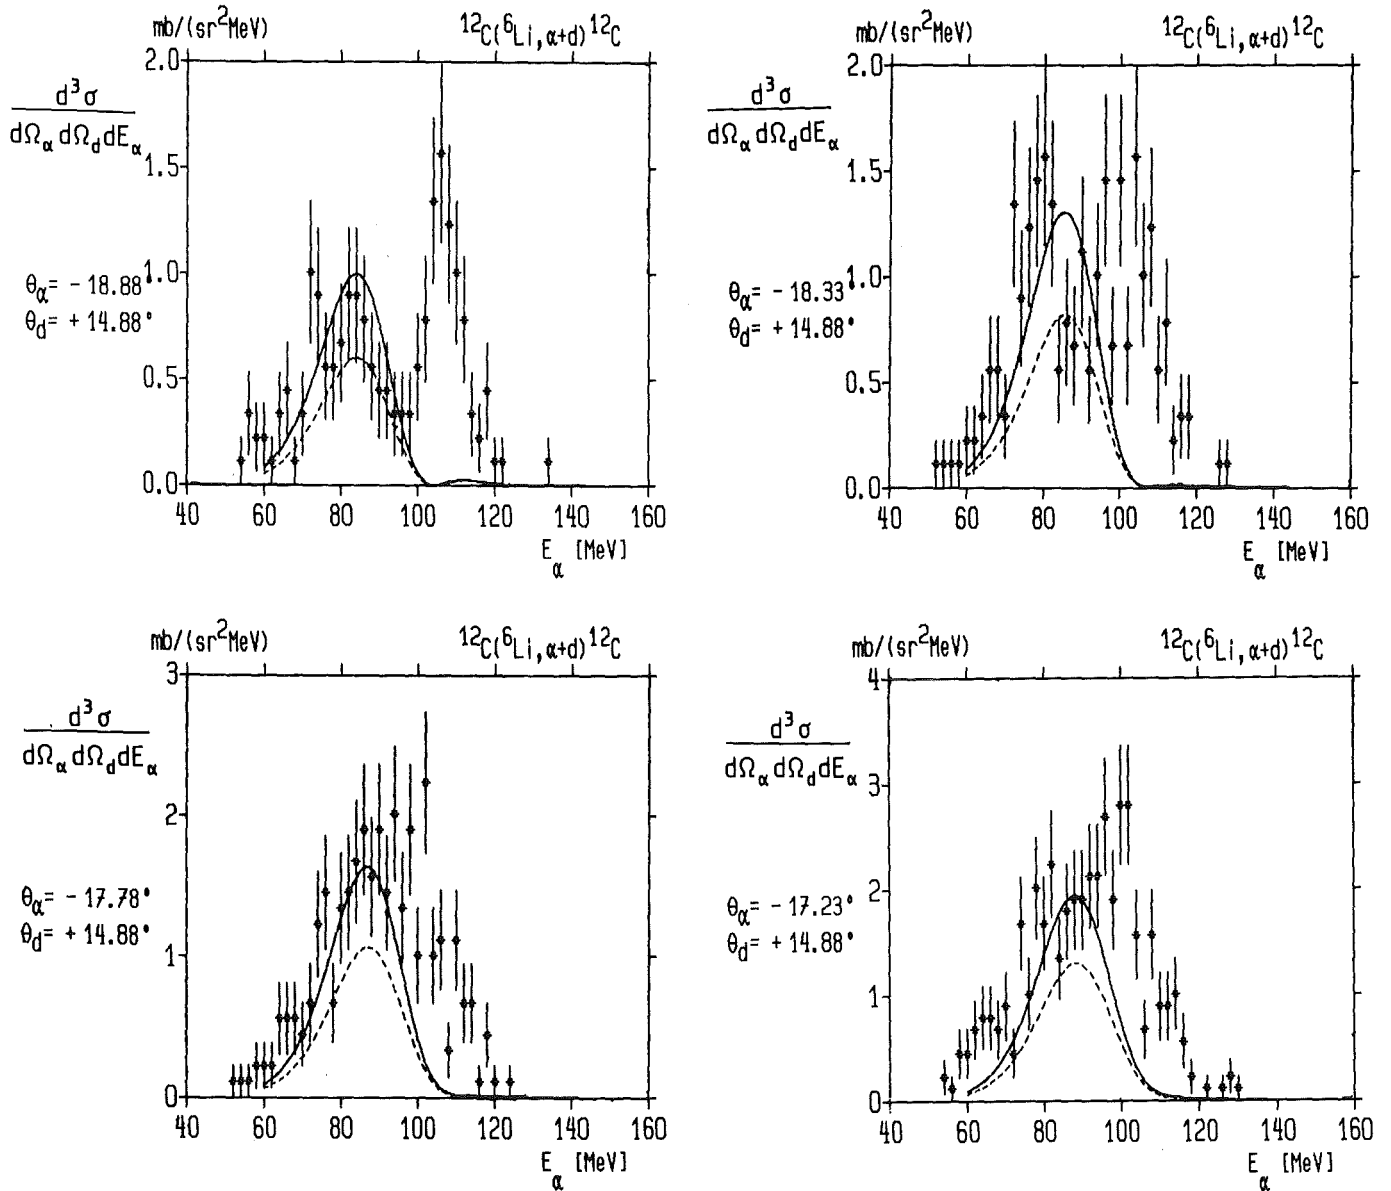 mb/(sr²MeV) ¹²C(⁶Li,α+d)¹²C
d³σ
dΩα dΩd dEα
θα= - 18.88°
θd= + 14.88°
2.0
1.5
1.0
0.5
0.0
40 60 80 100 120 140 160
Eα [MeV]
mb/(sr²MeV) ¹²C(⁶Li,α+d)¹²C
d³σ
dΩα dΩd dEα
θα= - 18.33°
θd= + 14.88°
2.0
1.5
1.0
0.5
0.0
40 60 80 100 120 140 160
Eα [MeV]
mb/(sr²MeV) ¹²C(⁶Li,α+d)¹²C
d³σ
dΩα dΩd dEα
θα= - 17.78°
θd= + 14.88°
3
2
1
0
40 60 80 100 120 140 160
Eα [MeV]
mb/(sr²MeV) ¹²C(⁶Li,α+d)¹²C
d³σ
dΩα dΩd dEα
θα= - 17.23°
θd= + 14.88°
4
3
2
1
0
40 60 80 100 120 140 160
Eα [MeV]